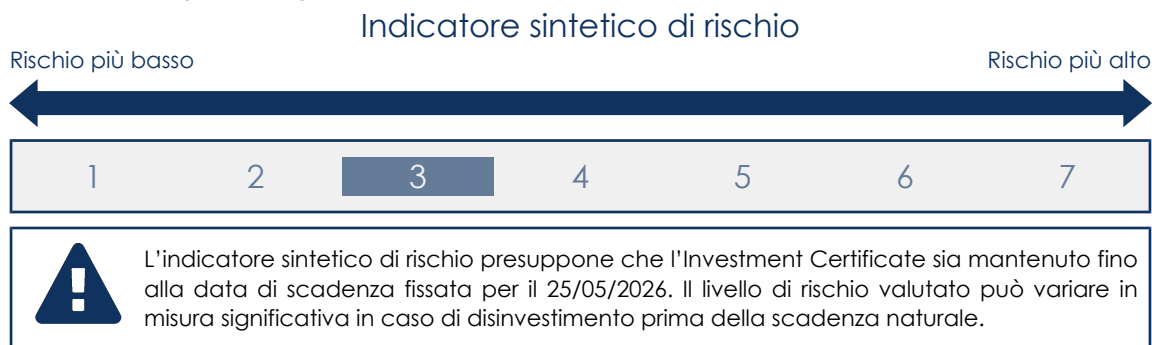 Indicatore sintetico di rischio
Rischio più basso
Rischio più alto
1 2 3 4 5 6 7
L’indicatore sintetico di rischio presuppone che l’Investment Certificate sia mantenuto fino
alla data di scadenza fissata per il 25/05/2026. Il livello di rischio valutato può variare in
misura significativa in caso di disinvestimento prima della scadenza naturale.